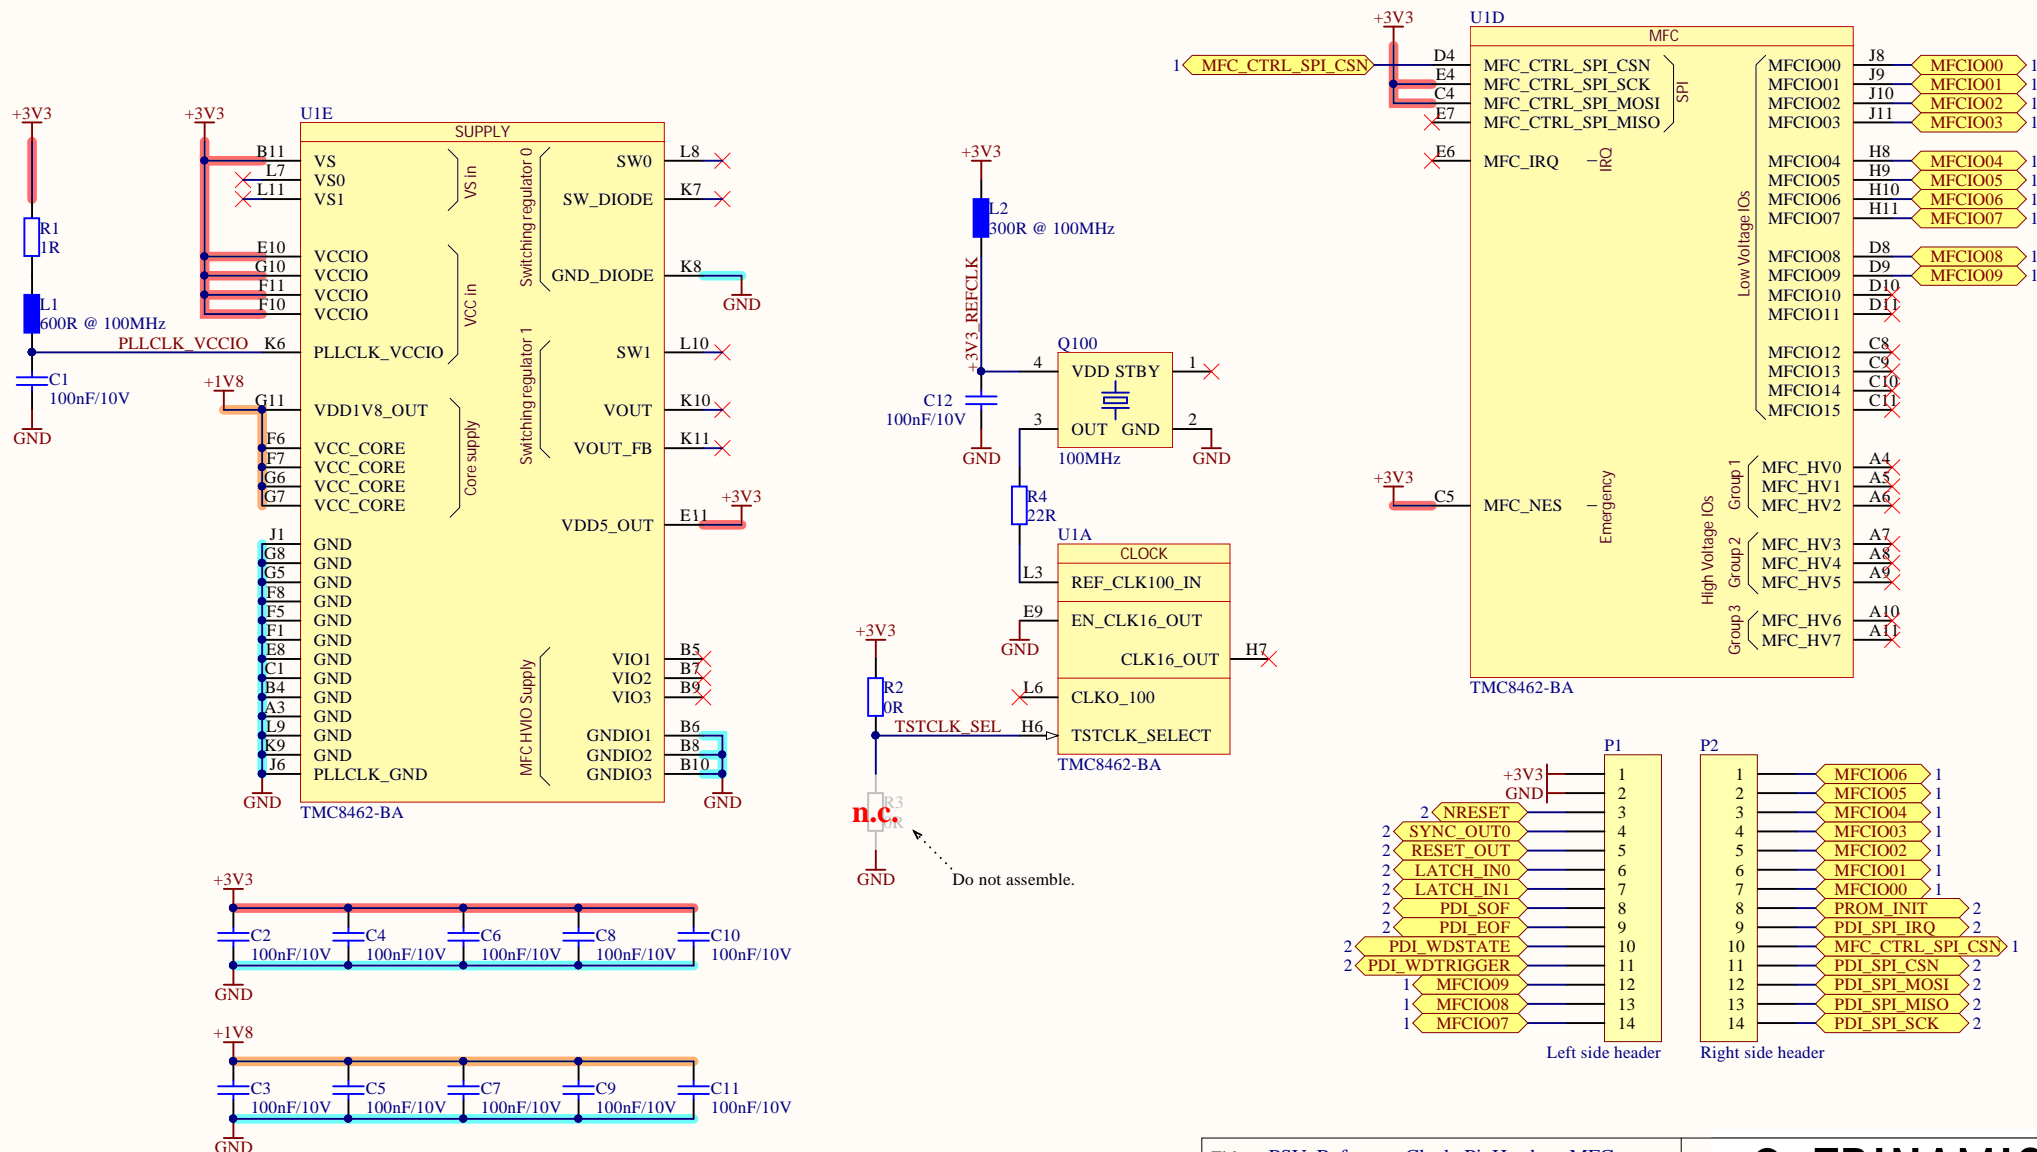 +3V3
R1
1R
L1
600R @ 100MHz
PLLCLK_VCCIO
C1
100nF/10V
GND
+3V3
U1E
SUPPLY
B11 VS
L7 VS0
L11 VS1
VS in
E10 VCCIO
G10 VCCIO
F11 VCCIO
F10 VCCIO
VCC in
K6 PLLCLK_VCCIO
+1V8
G11 VDD1V8_OUT
F6 VCC_CORE
F7 VCC_CORE
G6 VCC_CORE
G7 VCC_CORE
Core supply
J1 GND
G8 GND
G5 GND
F8 GND
F5 GND
F1 GND
E8 GND
C1 GND
B4 GND
A3 GND
L9 GND
K9 GND
J6 PLLCLK_GND
GND
TMC8462-BA
Switching regulator 0
SW0 L8
SW_DIODE K7
GND_DIODE K8
GND
Switching regulator 1
SW1 L10
VOUT K10
VOUT_FB K11
VDD5_OUT E11
+3V3
MFC HVIO Supply
VIO1 B5
VIO2 B7
VIO3 B9
GNDIO1 B6
GNDIO2 B8
GNDIO3 B10
GND
+3V3
C2 100nF/10V
C4 100nF/10V
C6 100nF/10V
C8 100nF/10V
C10 100nF/10V
GND
+1V8
C3 100nF/10V
C5 100nF/10V
C7 100nF/10V
C9 100nF/10V
C11 100nF/10V
GND
+3V3
L2
300R @ 100MHz
+3V3_REFCLK
C12
100nF/10V
GND
Q100
4 VDD STBY 1
3 OUT GND 2
100MHz
GND
R4
22R
U1A
CLOCK
L3 REF_CLK100_IN
E9 EN_CLK16_OUT
GND
CLK16_OUT H7
L6 CLKO_100
H6 TSTCLK_SELECT
TMC8462-BA
+3V3
R2
0R
TSTCLK_SEL
R3
0R
n.c.
GND
Do not assemble.
+3V3
U1D
MFC
1 MFC_CTRL_SPI_CSN
D4 MFC_CTRL_SPI_CSN
E4 MFC_CTRL_SPI_SCK
C4 MFC_CTRL_SPI_MOSI
E7 MFC_CTRL_SPI_MISO
SPI
E6 MFC_IRQ
IRQ
+3V3
C5 MFC_NES
Emergency
Low Voltage IOs
MFCIO00 J8 MFCIO00 1
MFCIO01 J9 MFCIO01 1
MFCIO02 J10 MFCIO02 1
MFCIO03 J11 MFCIO03 1
MFCIO04 H8 MFCIO04 1
MFCIO05 H9 MFCIO05 1
MFCIO06 H10 MFCIO06 1
MFCIO07 H11 MFCIO07 1
MFCIO08 D8 MFCIO08 1
MFCIO09 D9 MFCIO09 1
MFCIO10 D10
MFCIO11 D11
MFCIO12 C8
MFCIO13 C9
MFCIO14 C10
MFCIO15 C11
High Voltage IOs
Group 1
MFC_HV0 A4
MFC_HV1 A5
MFC_HV2 A6
Group 2
MFC_HV3 A7
MFC_HV4 A8
MFC_HV5 A9
Group 3
MFC_HV6 A10
MFC_HV7 A11
TMC8462-BA
P1
+3V3 1
GND 2
2 NRESET 3
2 SYNC_OUT0 4
2 RESET_OUT 5
2 LATCH_IN0 6
2 LATCH_IN1 7
2 PDI_SOF 8
2 PDI_EOF 9
2 PDI_WDSTATE 10
2 PDI_WDTRIGGER 11
1 MFCIO09 12
1 MFCIO08 13
1 MFCIO07 14
Left side header
P2
1 MFCIO06 1
2 MFCIO05 1
3 MFCIO04 1
4 MFCIO03 1
5 MFCIO02 1
6 MFCIO01 1
7 MFCIO00 1
8 PROM_INIT 2
9 PDI_SPI_IRQ 2
10 MFC_CTRL_SPI_CSN 1
11 PDI_SPI_CSN 2
12 PDI_SPI_MOSI 2
13 PDI_SPI_MISO 2
14 PDI_SPI_SCK 2
Right side header